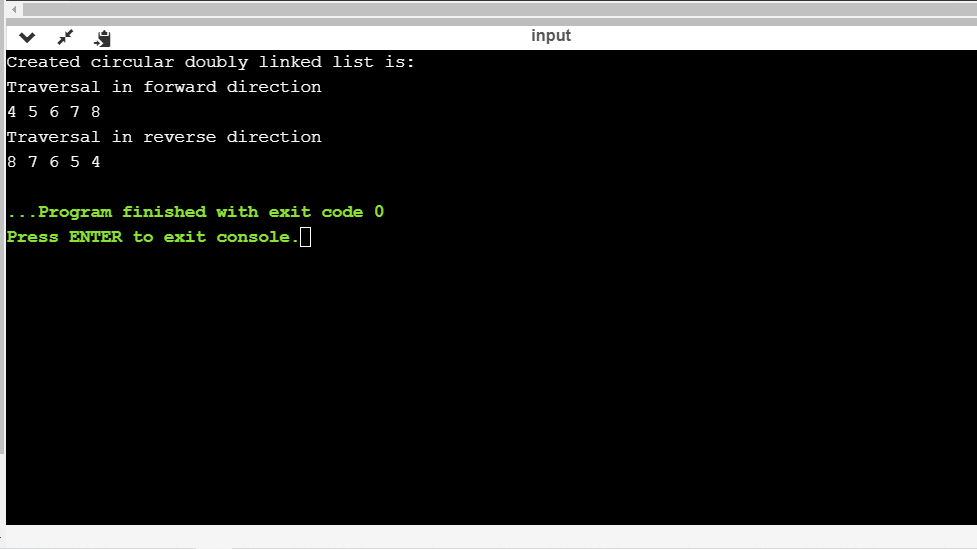 input
Created circular doubly linked list is:
Traversal in forward direction
4 5 6 7 8
Traversal in reverse direction
8 7 6 5 4
...Program finished with exit code 0
Press ENTER to exit console.